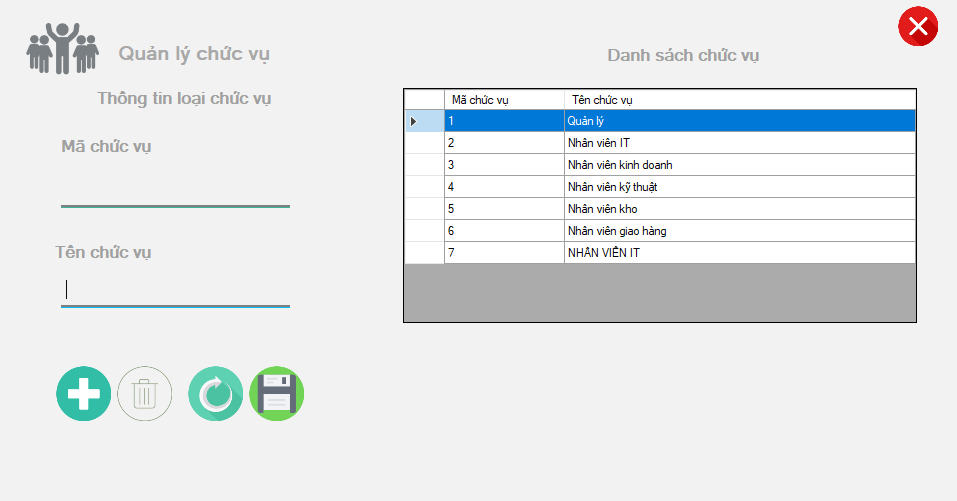 Quản lý chức vụ
Thông tin loại chức vụ
Mã chức vụ
Tên chức vụ
Danh sách chức vụ
Mã chức vụ Tên chức vụ
1 Quản lý
2 Nhân viên IT
3 Nhân viên kinh doanh
4 Nhân viên kỹ thuật
5 Nhân viên kho
6 Nhân viên giao hàng
7 NHÂN VIÊN IT